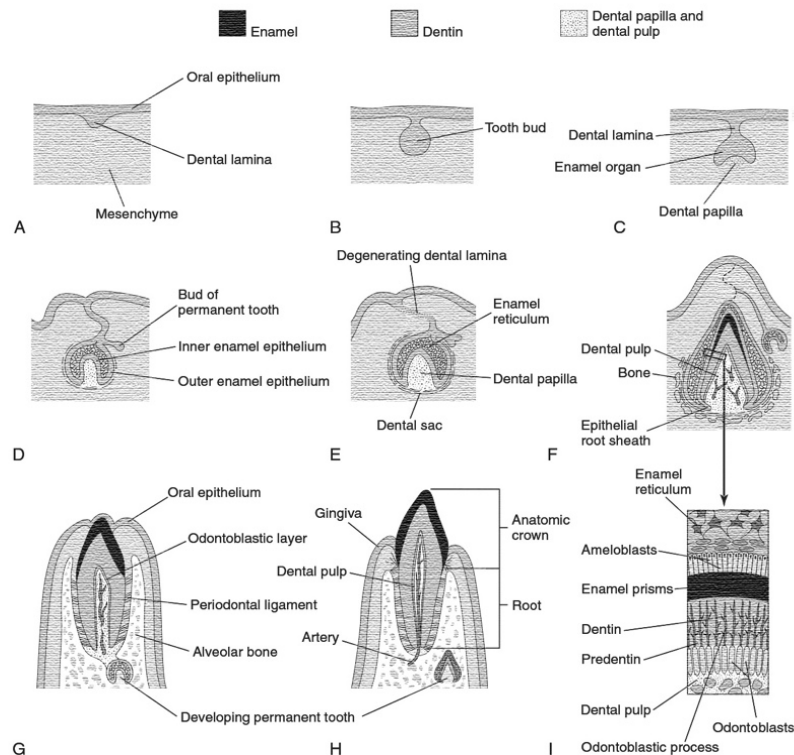 Enamel
Dentin
Dental papilla and
dental pulp
Oral epithelium
Dental lamina
Mesenchyme
A
Tooth bud
B
Dental lamina
Enamel organ
Dental papilla
C
Bud of
permanent tooth
Inner enamel epithelium
Outer enamel epithelium
D
Degenerating dental lamina
Enamel
reticulum
Dental papilla
Dental sac
E
Dental pulp
Bone
Epithelial
root sheath
F
Oral epithelium
Odontoblastic layer
Periodontal ligament
Alveolar bone
Developing permanent tooth
G
Gingiva
Dental pulp
Artery
Anatomic
crown
Root
H
Enamel
reticulum
Ameloblasts
Enamel prisms
Dentin
Predentin
Dental pulp
Odontoblasts
Odontoblastic process
I